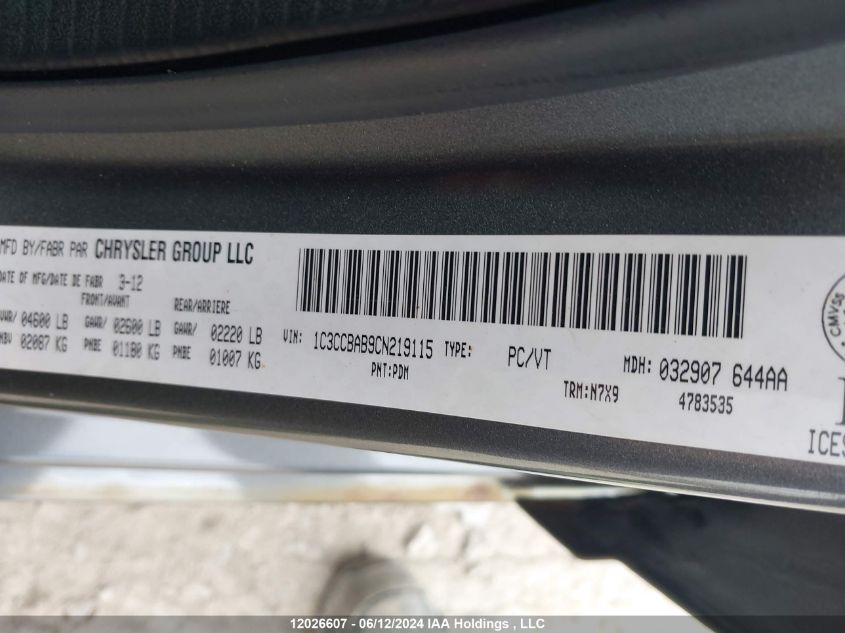 MFD BY/FABR PAR CHRYSLER GROUP LLC
DATE OF MFG/DATE DE FABR 3-12
FRONT/AVANT REAR/ARRIERE
GVWR/ 04600 LB GAWR/ 02600 LB GAWR/ 02220 LB
PNBV 02087 KG PNBE 01180 KG PNBE 01007 KG
VIN: 1C3CCBAB9CN219115 TYPE: PC/VT MDH: 032907 644AA
PNT:PDM TRM:N7X9 4783535
CMVSS
ICES
12026607 - 06/12/2024 IAA Holdings , LLC